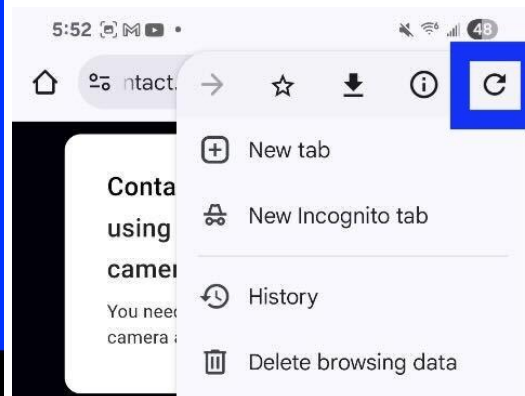 5:52
48
ntact.
New tab
New Incognito tab
Conta
using
camer
You need
camera a
History
Delete browsing data